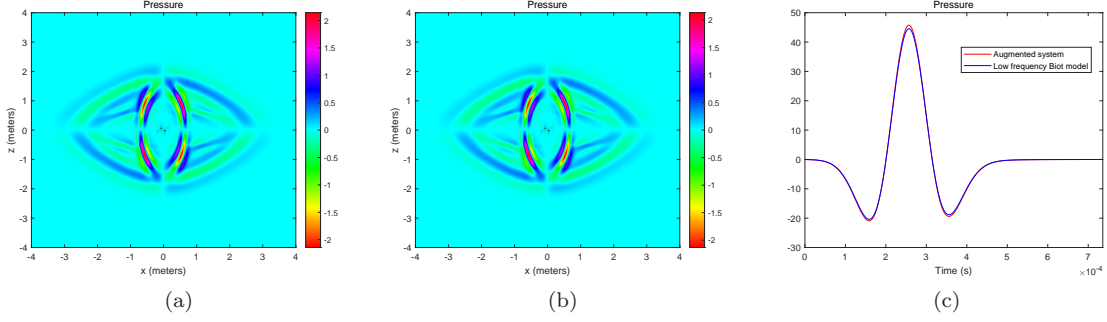 Pressure
4
3
2
1
0
-1
-2
-3
-4
z (meters)
-4 -3 -2 -1 0 1 2 3 4
x (meters)
2
1.5
1
0.5
0
-0.5
-1
-1.5
-2
(a)
Pressure
4
3
2
1
0
-1
-2
-3
-4
z (meters)
-4 -3 -2 -1 0 1 2 3 4
x (meters)
2
1.5
1
0.5
0
-0.5
-1
-1.5
-2
(b)
Pressure
50
40
30
20
10
0
-10
-20
-30
Augmented system
Low frequency Biot model
0 1 2 3 4 5 6 7
Time (s)
×10⁻⁴
(c)